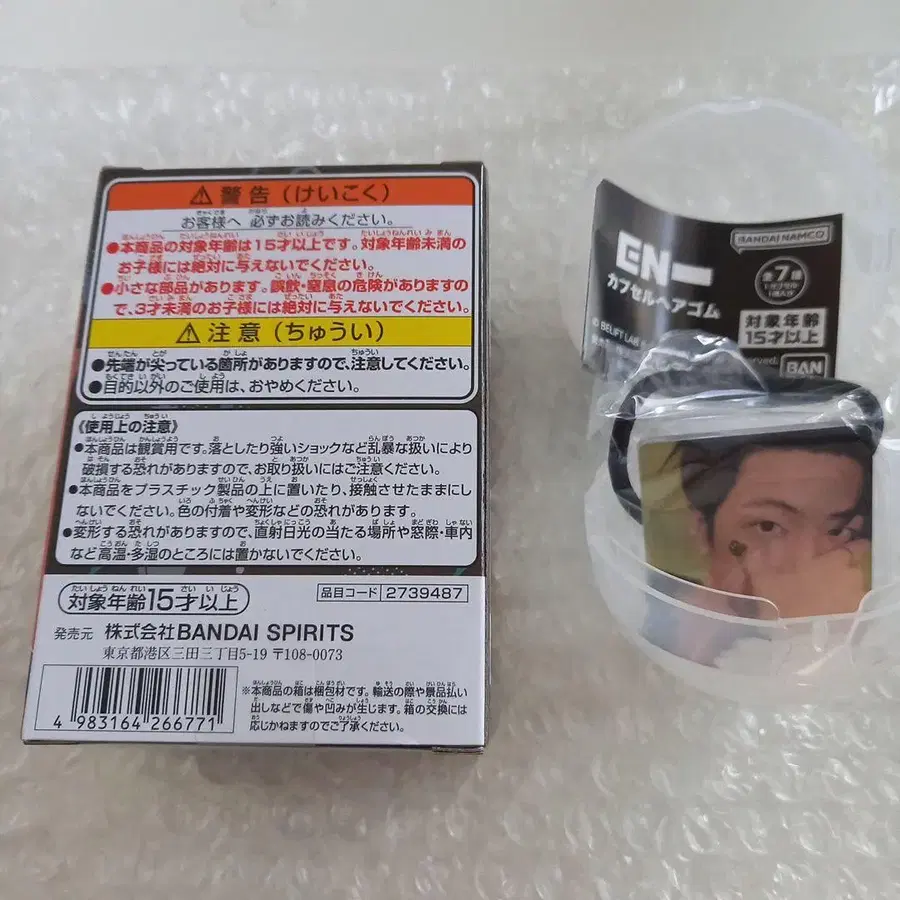 ⚠警告(けいこく)
お客様へ 必ずお読みください。
●本商品の対象年齢は15才以上です。対象年齢未満の
お子様には絶対に与えないでください。
●小さな部品があります。誤飲・窒息の危険がありますの
で、3才未満のお子様には絶対に与えないでください。
⚠注意(ちゅうい)
●先端が尖っている箇所がありますので、注意してください。
●目的以外のご使用は、おやめください。
《使用上の注意》
●本商品は観賞用です。落としたり強いショックなど乱暴な扱いにより
破損する恐れがありますので、お取り扱いにはご注意ください。
●本商品をプラスチック製品の上に置いたり、接触させたままにし
ないでください。色の付着や変形などの恐れがあります。
●変形する恐れがありますので、直射日光の当たる場所や窓際・車内
など高温・多湿のところには置かないでください。
対象年齢15才以上
品目コード 2739487
発売元 株式会社BANDAI SPIRITS
東京都港区三田三丁目5-19 〒108-0073
4 983164 266771
※本商品の箱は梱包材です。輸送の際や景品払い
出しなどで傷や凹みが生じます。箱の交換には
応じかねますのでご了承ください。
BANDAI NAMCO
EN
カプセルヘアゴム
全7種
対象年齢
15才以上
© BELIFT LAB
BAN